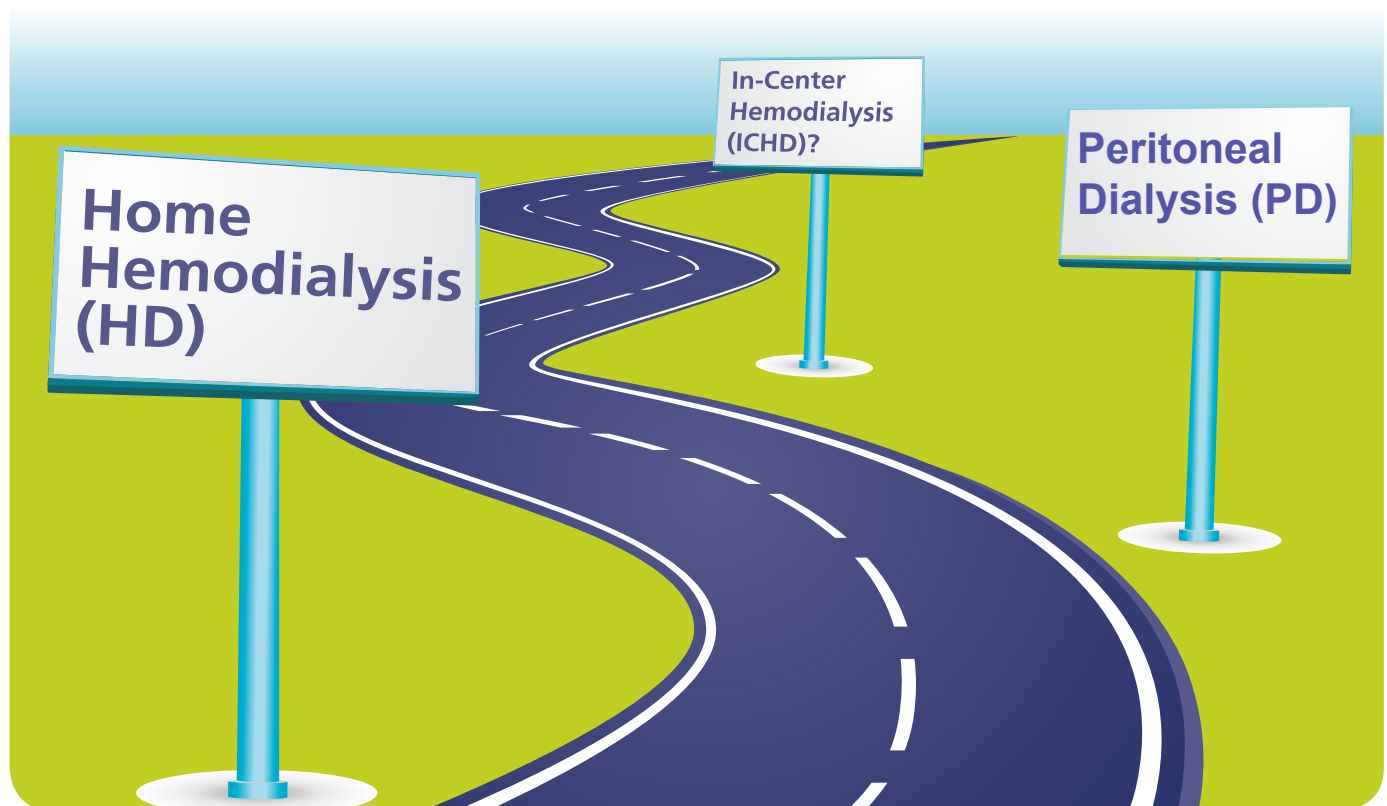 Home
Hemodialysis
(HD)
In-Center
Hemodialysis
(ICHD)?
Peritoneal
Dialysis (PD)